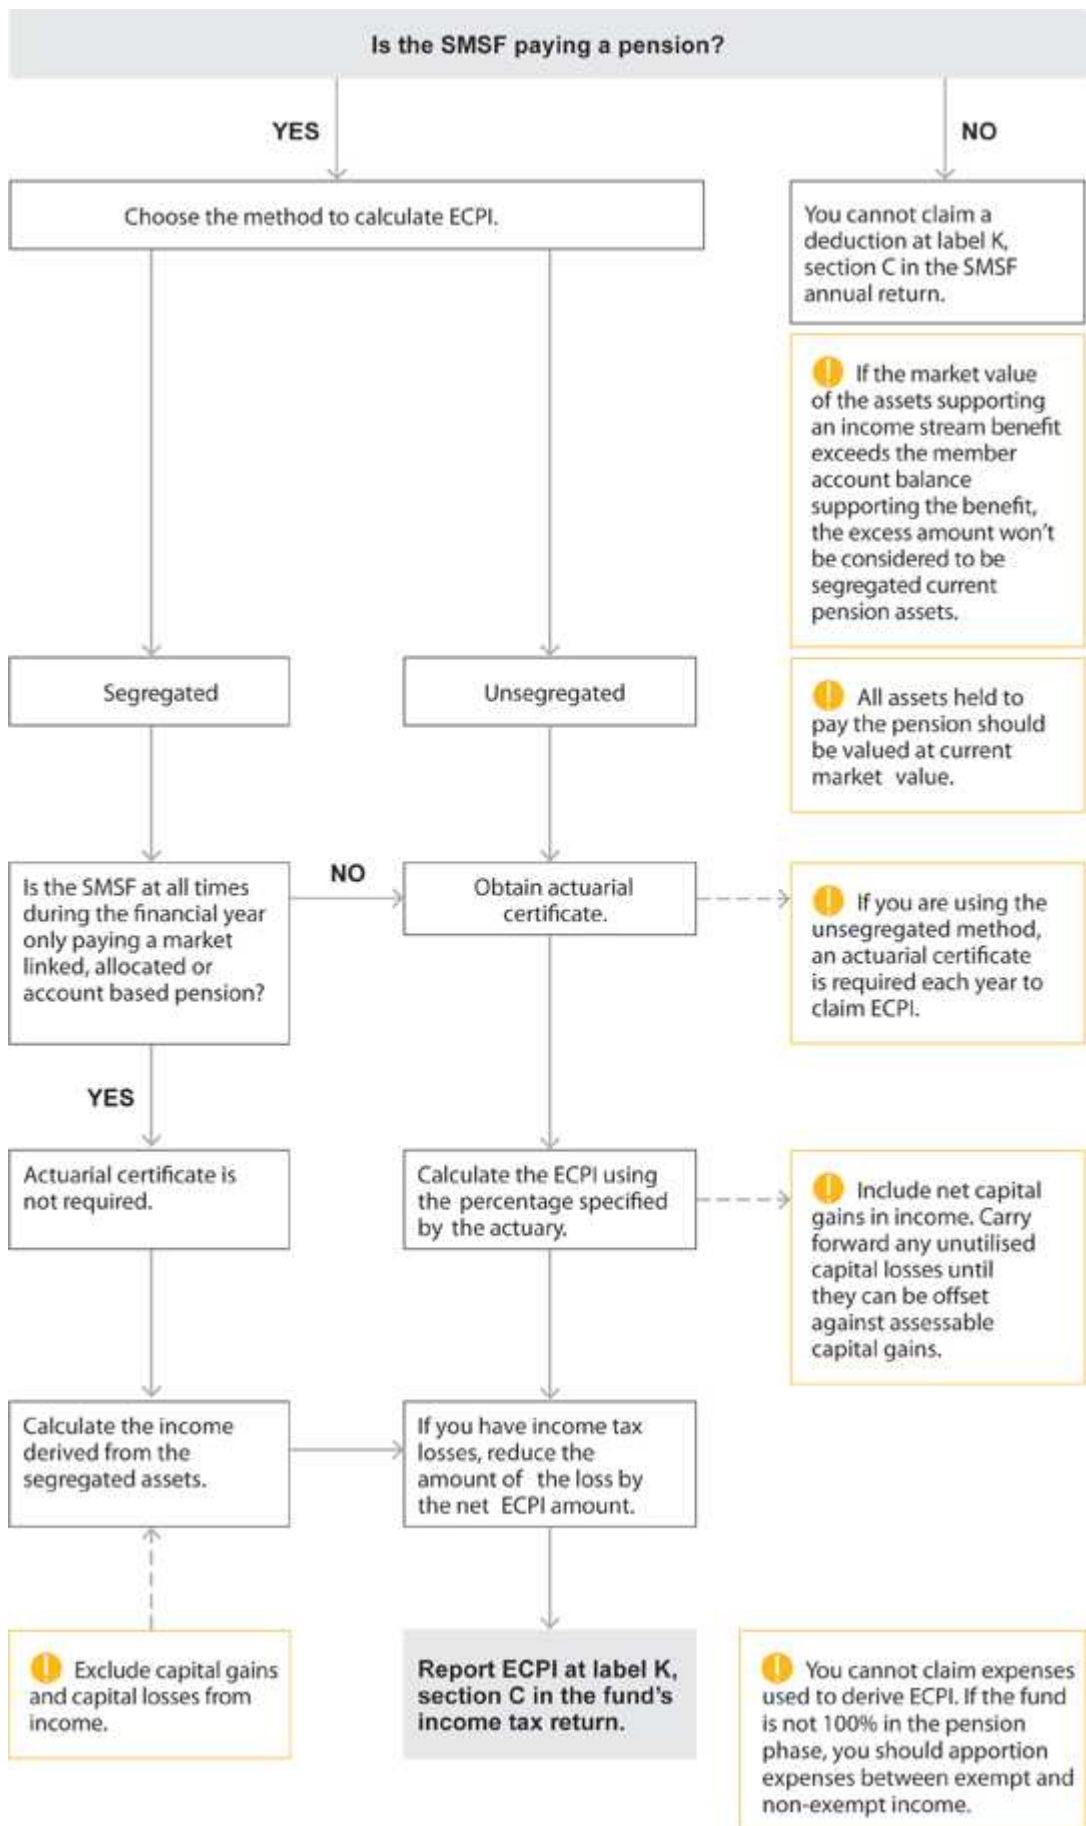 Is the SMSF paying a pension?
YES
NO
Choose the method to calculate ECPI.
You cannot claim a
deduction at label K,
section C in the SMSF
annual return.
! If the market value
of the assets supporting
an income stream benefit
exceeds the member
account balance
supporting the benefit,
the excess amount won't
be considered to be
segregated current
pension assets.
Segregated
Unsegregated
! All assets held to
pay the pension should
be valued at current
market value.
Is the SMSF at all times
during the financial year
only paying a market
linked, allocated or
account based pension?
NO
Obtain actuarial
certificate.
! If you are using the
unsegregated method,
an actuarial certificate
is required each year to
claim ECPI.
YES
Actuarial certificate is
not required.
Calculate the ECPI using
the percentage specified
by the actuary.
! Include net capital
gains in income. Carry
forward any unutilised
capital losses until
they can be offset
against assessable
capital gains.
Calculate the income
derived from the
segregated assets.
If you have income tax
losses, reduce the
amount of the loss by
the net ECPI amount.
! Exclude capital gains
and capital losses from
income.
Report ECPI at label K,
section C in the fund's
income tax return.
! You cannot claim expenses
used to derive ECPI. If the fund
is not 100% in the pension
phase, you should apportion
expenses between exempt and
non-exempt income.